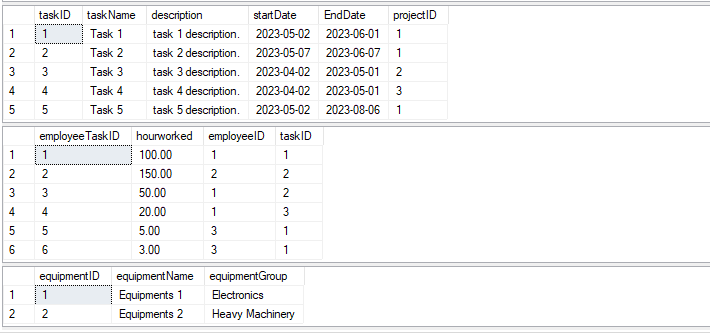 taskID taskName description startDate EndDate projectID
1 1 Task 1 task 1 description. 2023-05-02 2023-06-01 1
2 2 Task 2 task 2 description. 2023-05-07 2023-06-07 1
3 3 Task 3 task 3 description. 2023-04-02 2023-05-01 2
4 4 Task 4 task 4 description. 2023-04-02 2023-05-01 3
5 5 Task 5 task 5 description. 2023-05-02 2023-08-06 1
employeeTaskID hourworked employeeID taskID
1 1 100.00 1 1
2 2 150.00 2 2
3 3 50.00 1 2
4 4 20.00 1 3
5 5 5.00 3 1
6 6 3.00 3 1
equipmentID equipmentName equipmentGroup
1 1 Equipments 1 Electronics
2 2 Equipments 2 Heavy Machinery